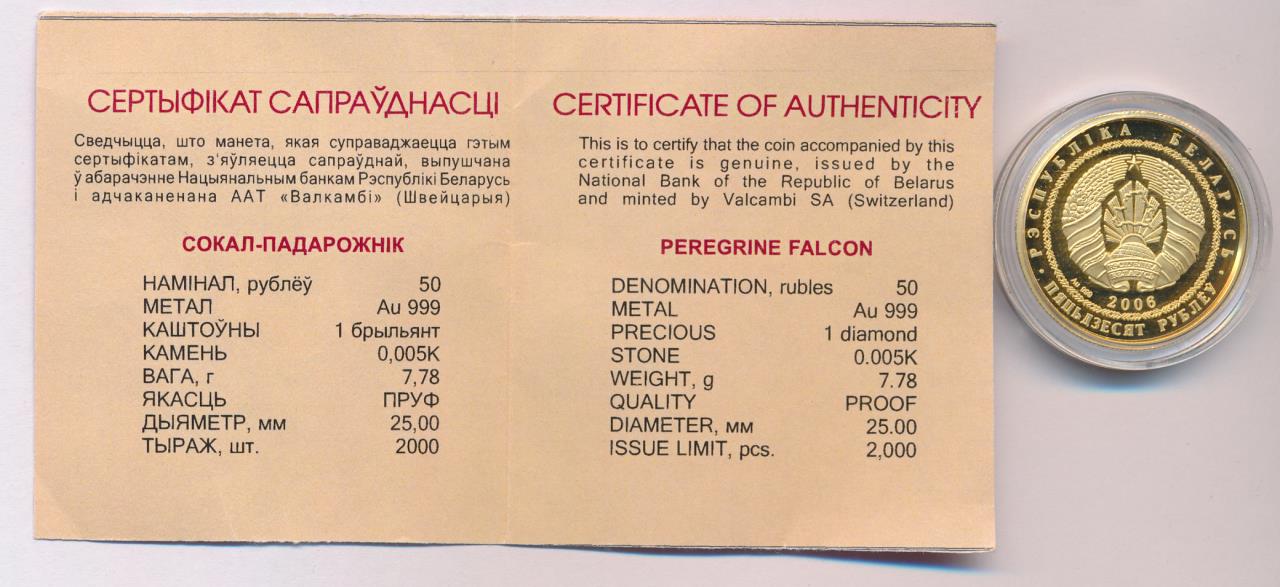 СЕРТЫФІКАТ САПРАЎДНАСЦІ
Сведчыцца, што манета, якая суправаджаецца гэтым
сертыфікатам, з'яўляецца сапраўднай, выпушчана
ў абарачэнне Нацыянальным банкам Рэспублікі Беларусь
і адчаканенана ААТ «Валкамбі» (Швейцарыя)
СОКАЛ-ПАДАРОЖНІК
НАМІНАЛ, рублёў 50
МЕТАЛ Au 999
КАШТОЎНЫ 1 брыльянт
КАМЕНЬ 0,005K
ВАГА, г 7,78
ЯКАСЦЬ ПРУФ
ДЫЯМЕТР, мм 25,00
ТЫРАЖ, шт. 2000
CERTIFICATE OF AUTHENTICITY
This is to certify that the coin accompanied by this
certificate is genuine, issued by the
National Bank of the Republic of Belarus
and minted by Valcambi SA (Switzerland)
PEREGRINE FALCON
DENOMINATION, rubles 50
METAL Au 999
PRECIOUS 1 diamond
STONE 0.005K
WEIGHT, g 7.78
QUALITY PROOF
DIAMETER, мм 25.00
ISSUE LIMIT, pcs. 2,000
РЭСПУБЛІКА БЕЛАРУСЬ
Au 999
2006
ПЯЦЬДЗЕСЯТ РУБЛЁЎ